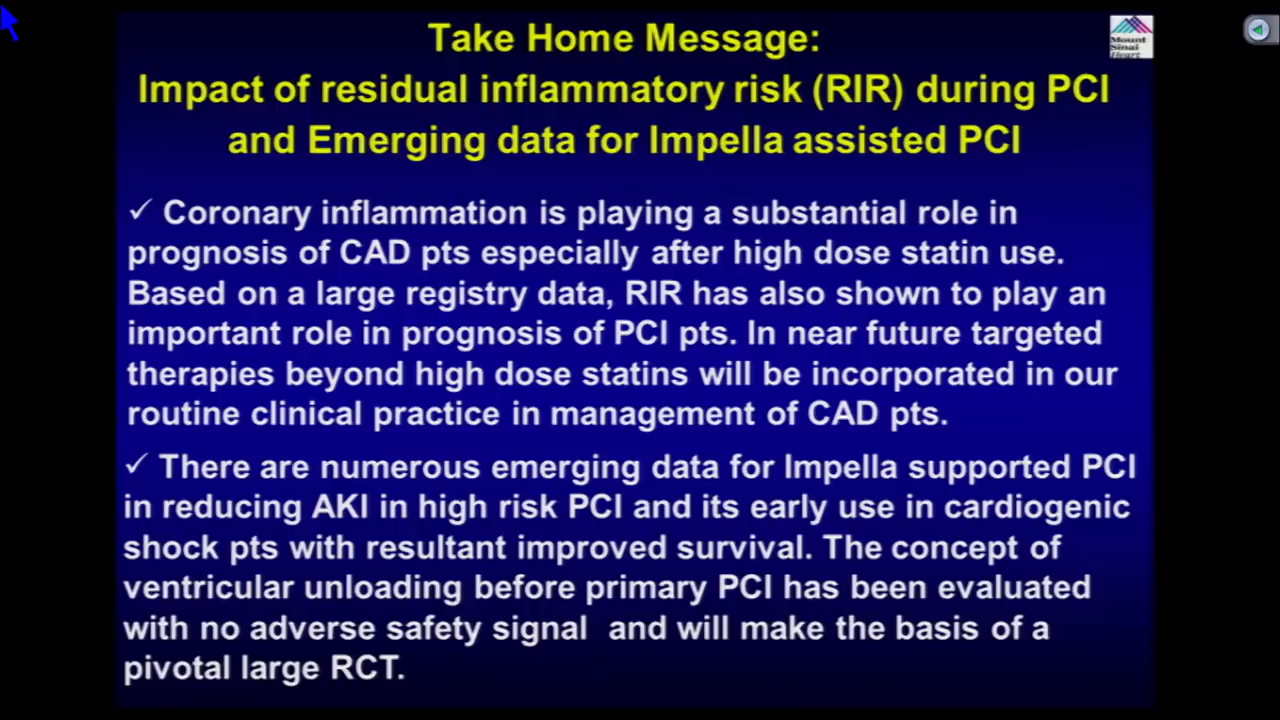 Take Home Message:
Impact of residual inflammatory risk (RIR) during PCI
and Emerging data for Impella assisted PCI
Mount
Sinai
Heart
✓ Coronary inflammation is playing a substantial role in
prognosis of CAD pts especially after high dose statin use.
Based on a large registry data, RIR has also shown to play an
important role in prognosis of PCI pts. In near future targeted
therapies beyond high dose statins will be incorporated in our
routine clinical practice in management of CAD pts.
✓ There are numerous emerging data for Impella supported PCI
in reducing AKI in high risk PCI and its early use in cardiogenic
shock pts with resultant improved survival. The concept of
ventricular unloading before primary PCI has been evaluated
with no adverse safety signal and will make the basis of a
pivotal large RCT.